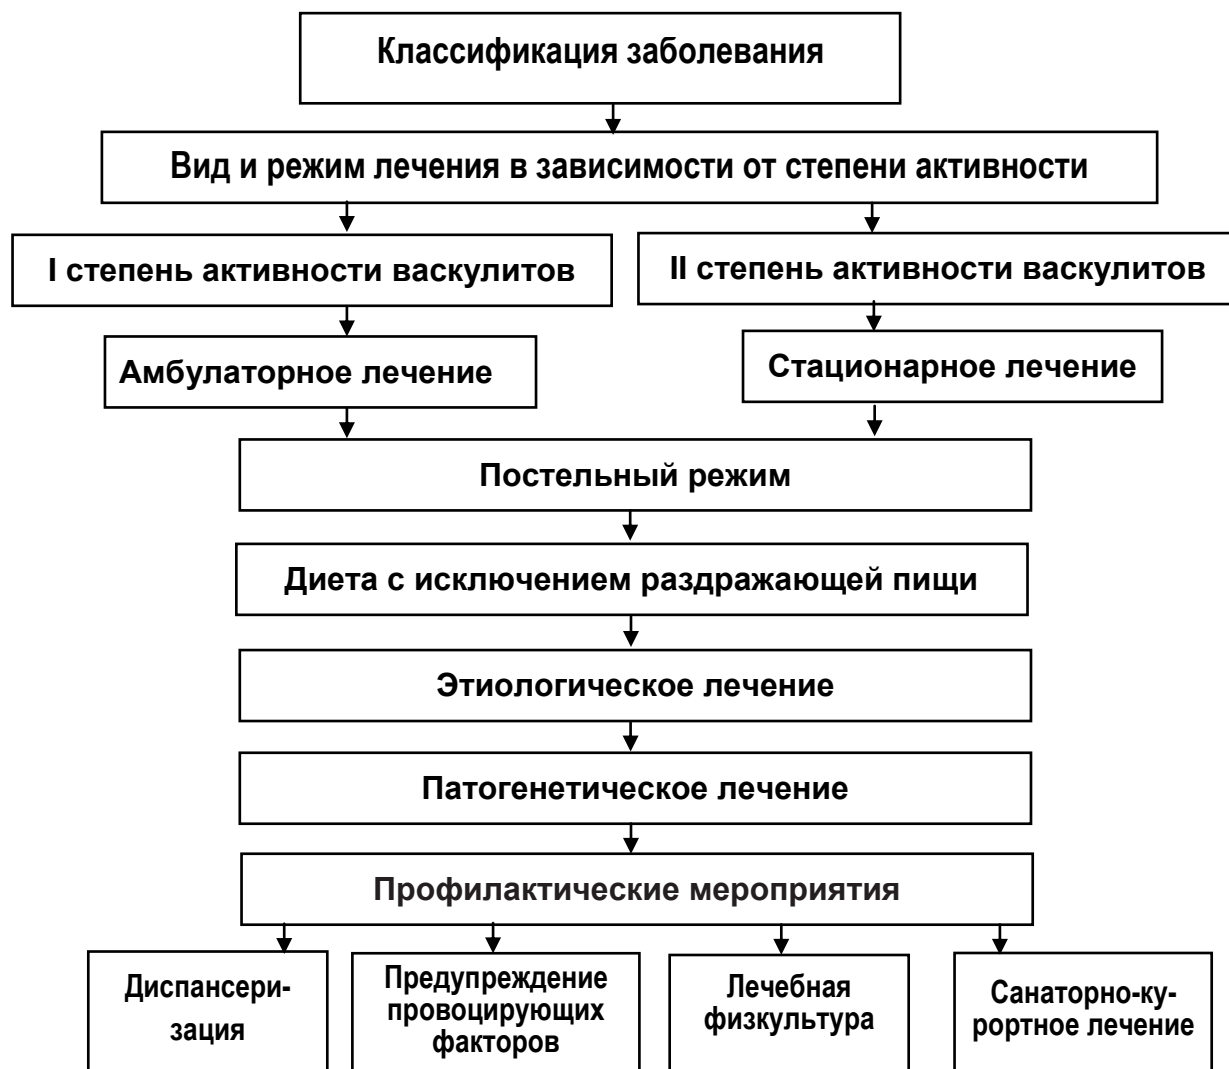 Классификация заболевания
Вид и режим лечения в зависимости от степени активности
I степень активности васкулитов
II степень активности васкулитов
Амбулаторное лечение
Стационарное лечение
Постельный режим
Диета с исключением раздражающей пищи
Этиологическое лечение
Патогенетическое лечение
Профилактические мероприятия
Диспансери-
зация
Предупреждение
провоцирующих
факторов
Лечебная
физкультура
Санаторно-ку-
рортное лечение